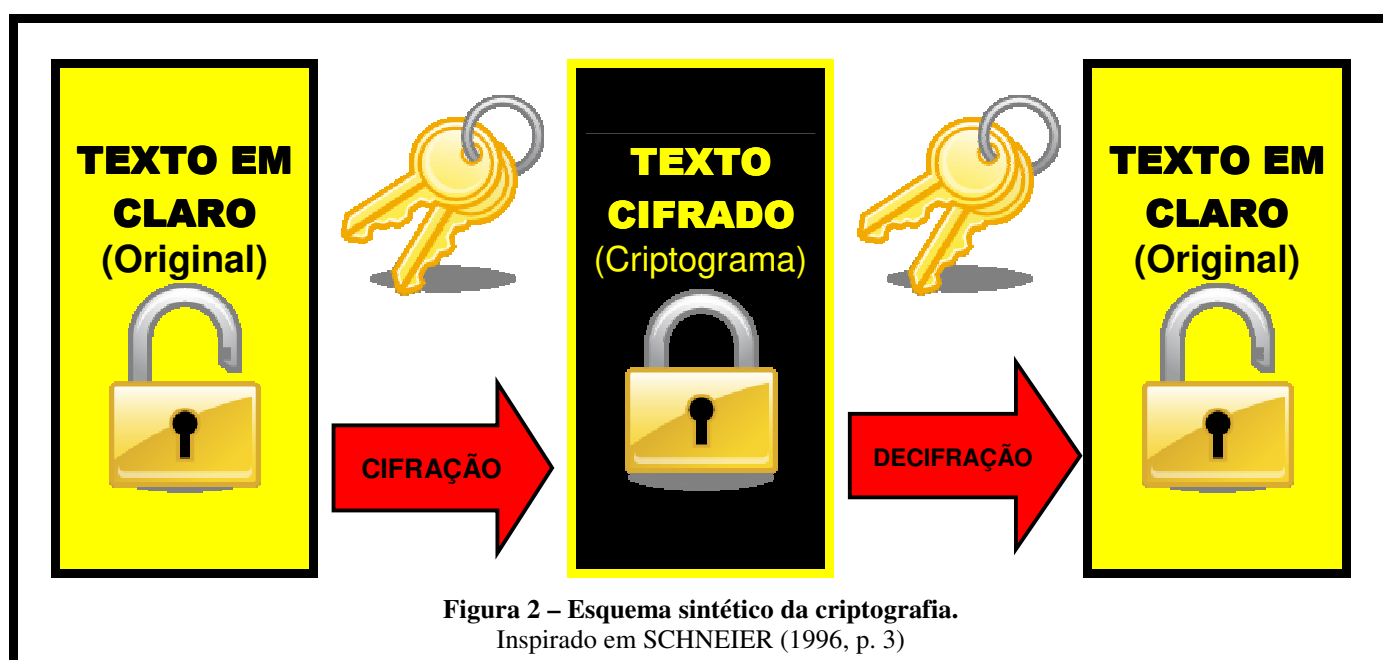 TEXTO EM
CLARO
(Original)
CIFRAÇÃO
TEXTO
CIFRADO
(Criptograma)
DECIFRAÇÃO
TEXTO EM
CLARO
(Original)
Figura 2 – Esquema sintético da criptografia.
Inspirado em SCHNEIER (1996, p. 3)